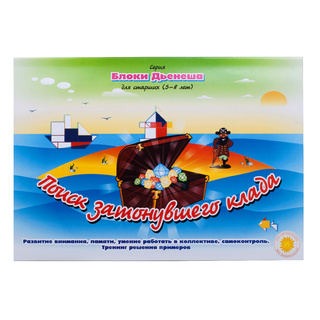 Серия
Блоки Дьенеша
для старших (5-8 лет)
Поиск затонувшего клада
Развитие внимания, памяти, умение работать в коллективе, самоконтроль.
Тренинг решения примеров